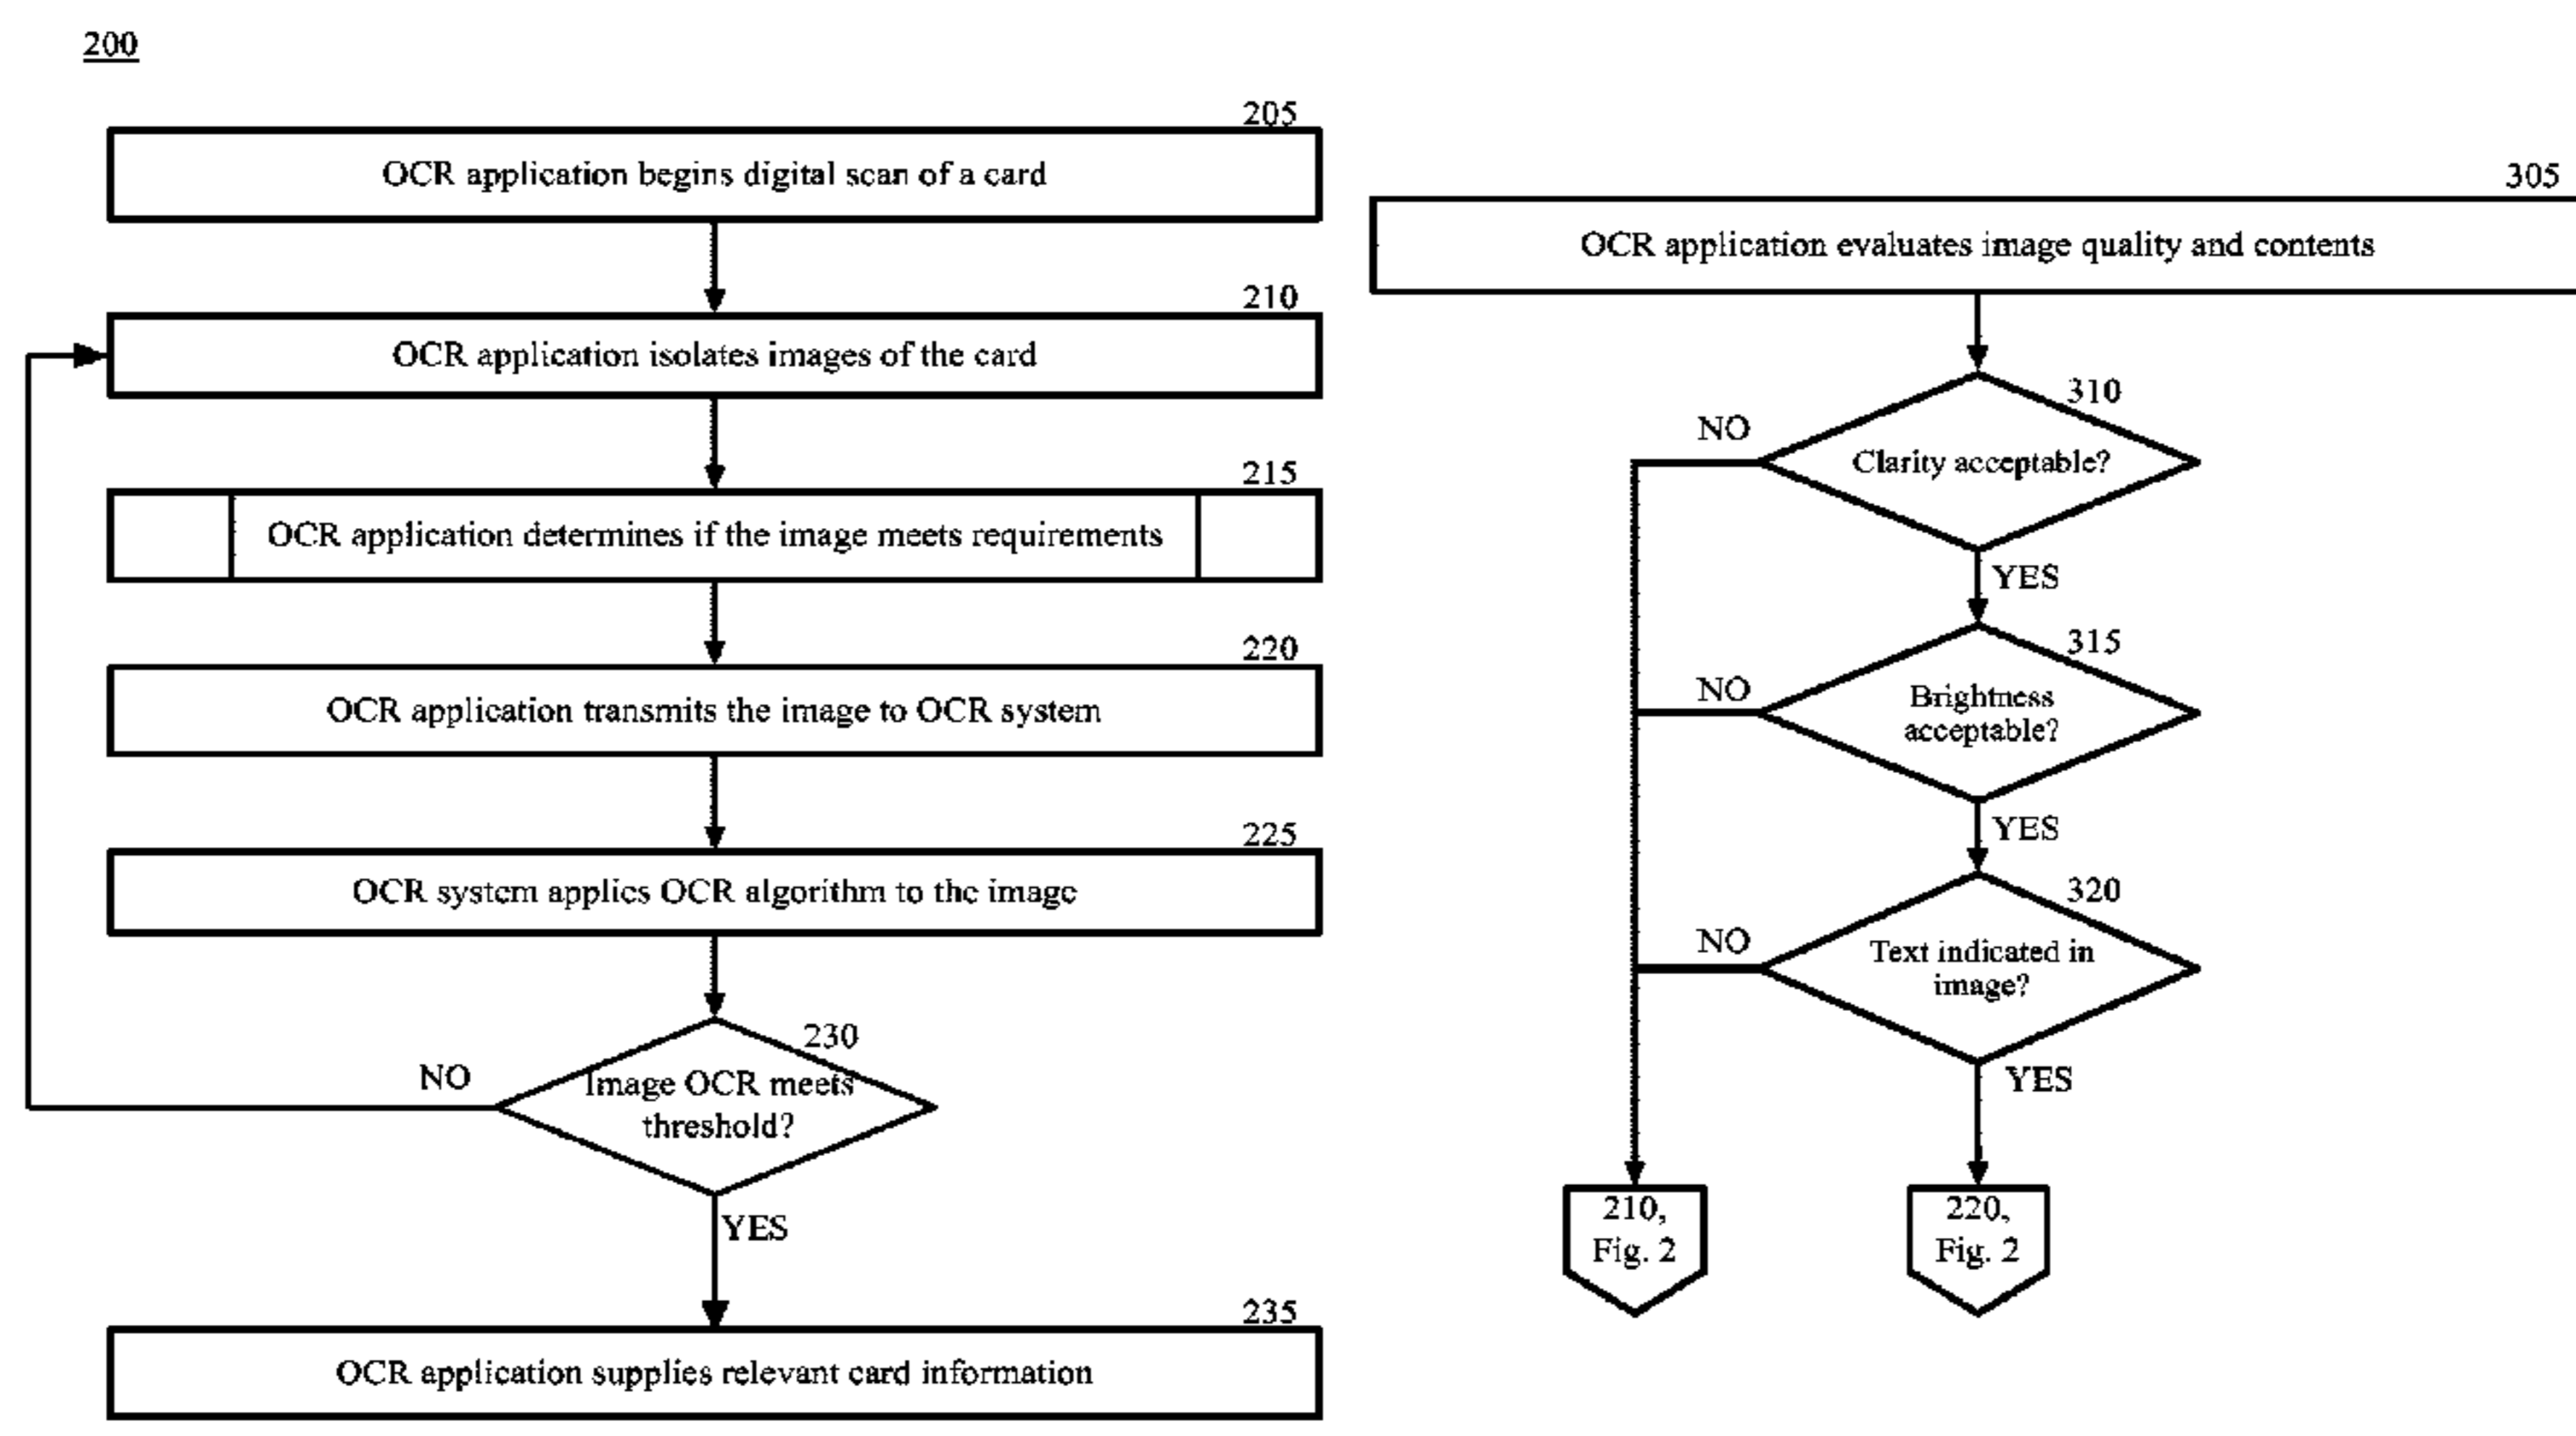 200
205
OCR application begins digital scan of a card
210
OCR application isolates images of the card
215
OCR application determines if the image meets requirements
220
OCR application transmits the image to OCR system
225
OCR system applies OCR algorithm to the image
230
NO
Image OCR meets
threshold?
YES
235
OCR application supplies relevant card information
305
OCR application evaluates image quality and contents
310
NO
Clarity acceptable?
YES
315
NO
Brightness
acceptable?
YES
320
NO
Text indicated in
image?
YES
210,
Fig. 2
220,
Fig. 2